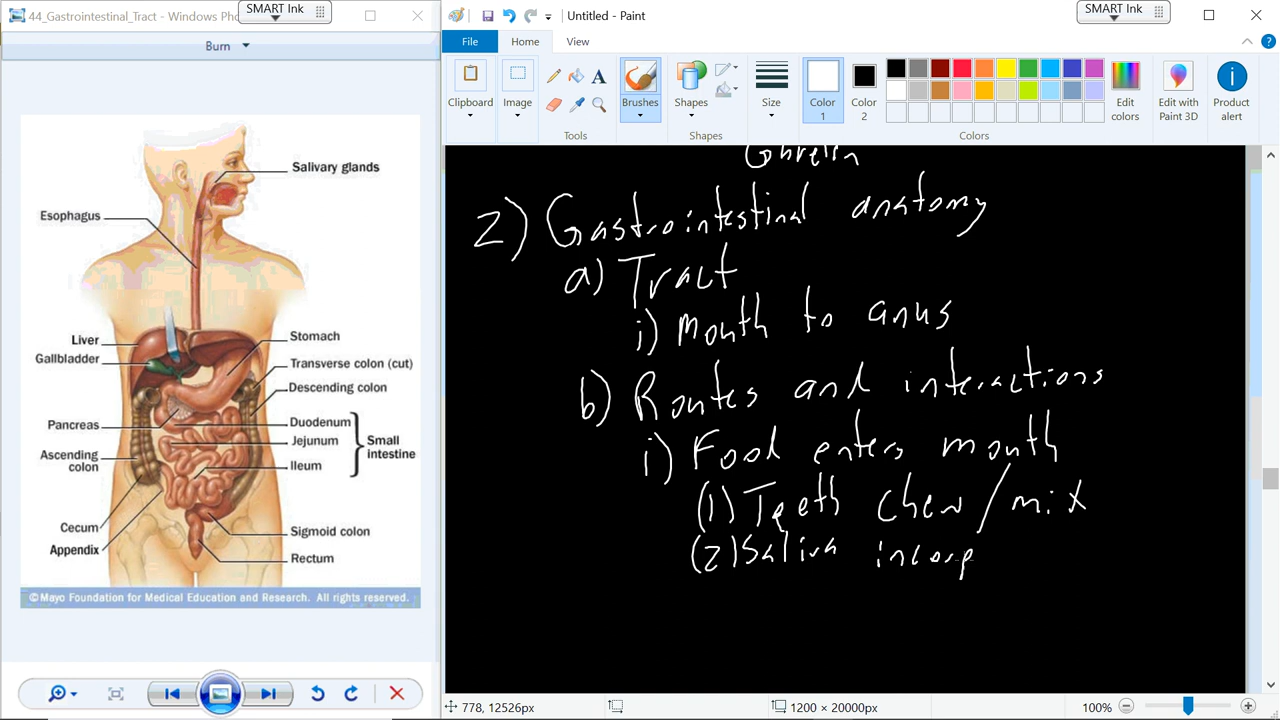 44_Gastrointestinal_Tract - Windows Pho
SMART Ink
Burn
Salivary glands
Esophagus
Liver
Gallbladder
Stomach
Transverse colon (cut)
Descending colon
Pancreas
Duodenum
Jejunum
Ileum
Small
intestine
Ascending
colon
Cecum
Appendix
Sigmoid colon
Rectum
©Mayo Foundation for Medical Education and Research. All rights reserved.
Untitled - Paint
SMART Ink
File
Home
View
Clipboard
Image
Tools
Brushes
Shapes
Shapes
Size
Color
1
Color
2
Colors
Edit
colors
Edit with
Paint 3D
Product
alert
Ghrelin
2) Gastrointestinal anatomy
a) Tract
i) Mouth to anus
b) Routes and interactions
i) Food enters mouth
(1) Teeth chew/mix
(2) Saliva incorp
778, 12526px
1200 × 20000px
100%